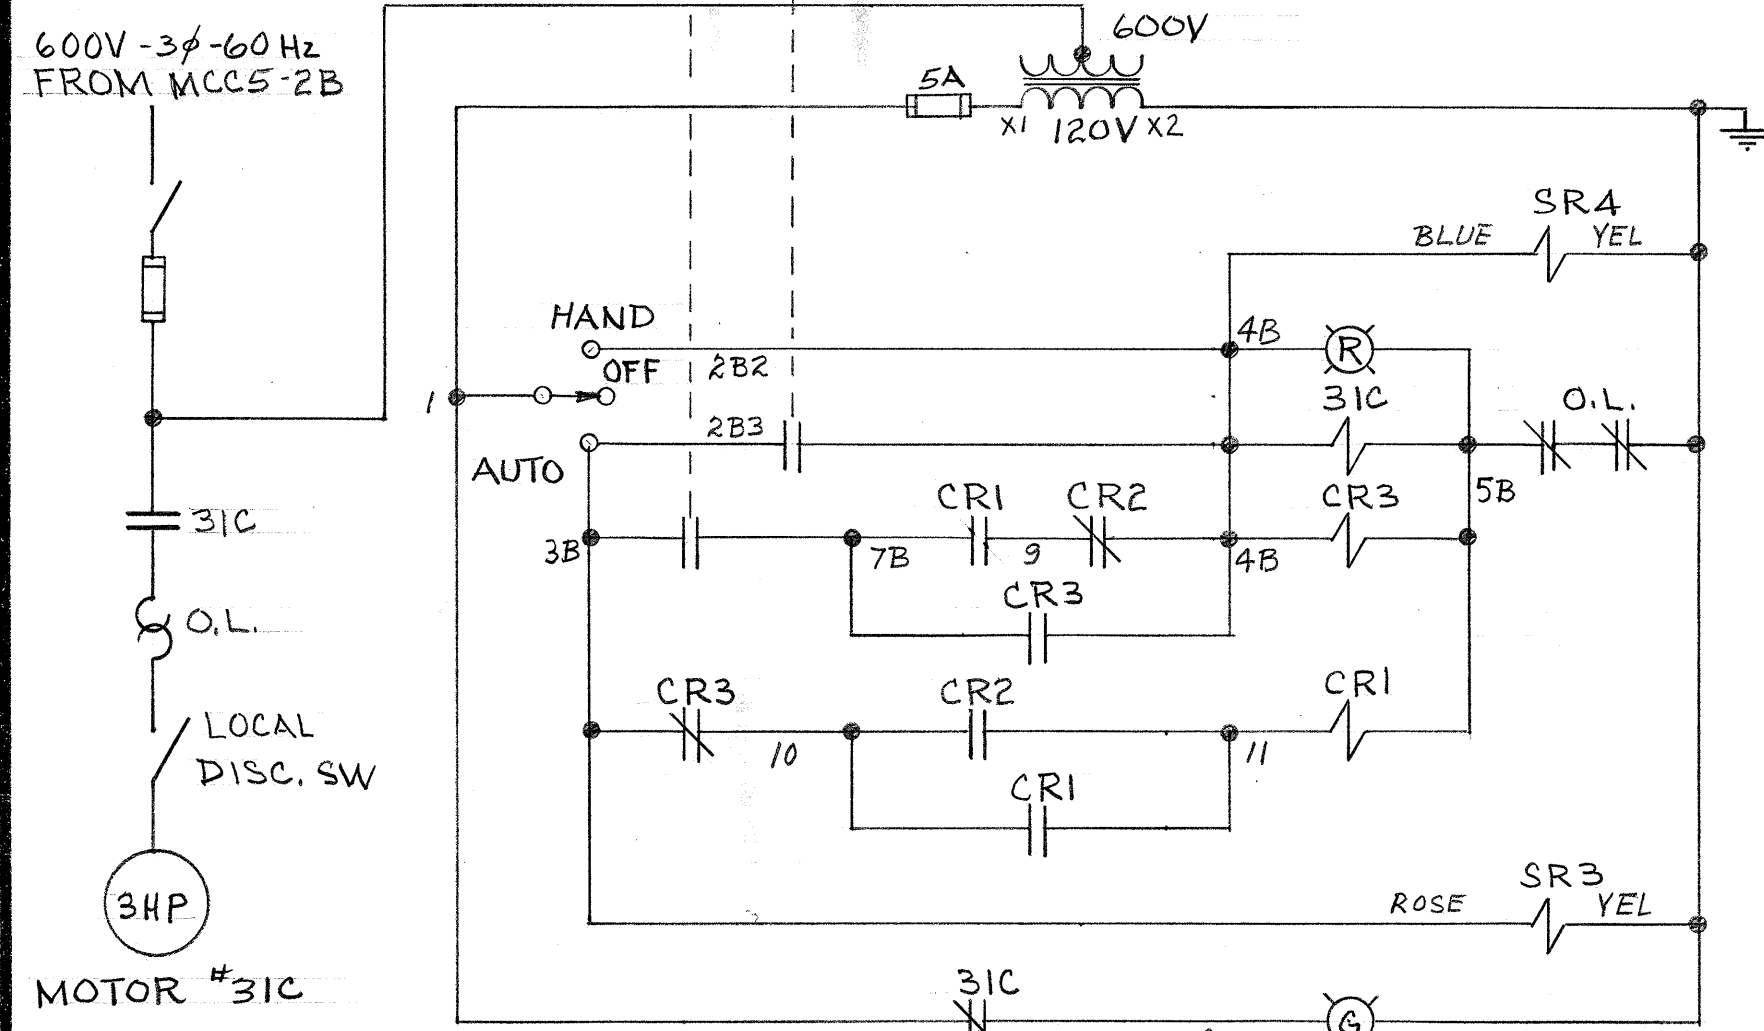 600V-3ϕ-60 Hz
FROM MCC5-2B
600V
5A
X1 120V X2
SR4
BLUE YEL
HAND
4B
R
OFF 2B2
1
31C O.L.
2B3
AUTO
CR1 CR2 CR3 5B
31C
3B 7B 9 4B
CR3
O.L.
CR3 CR2 CR1
LOCAL
DISC. SW
10 11
CR1
3HP
SR3
ROSE YEL
MOTOR #31C
31C
G